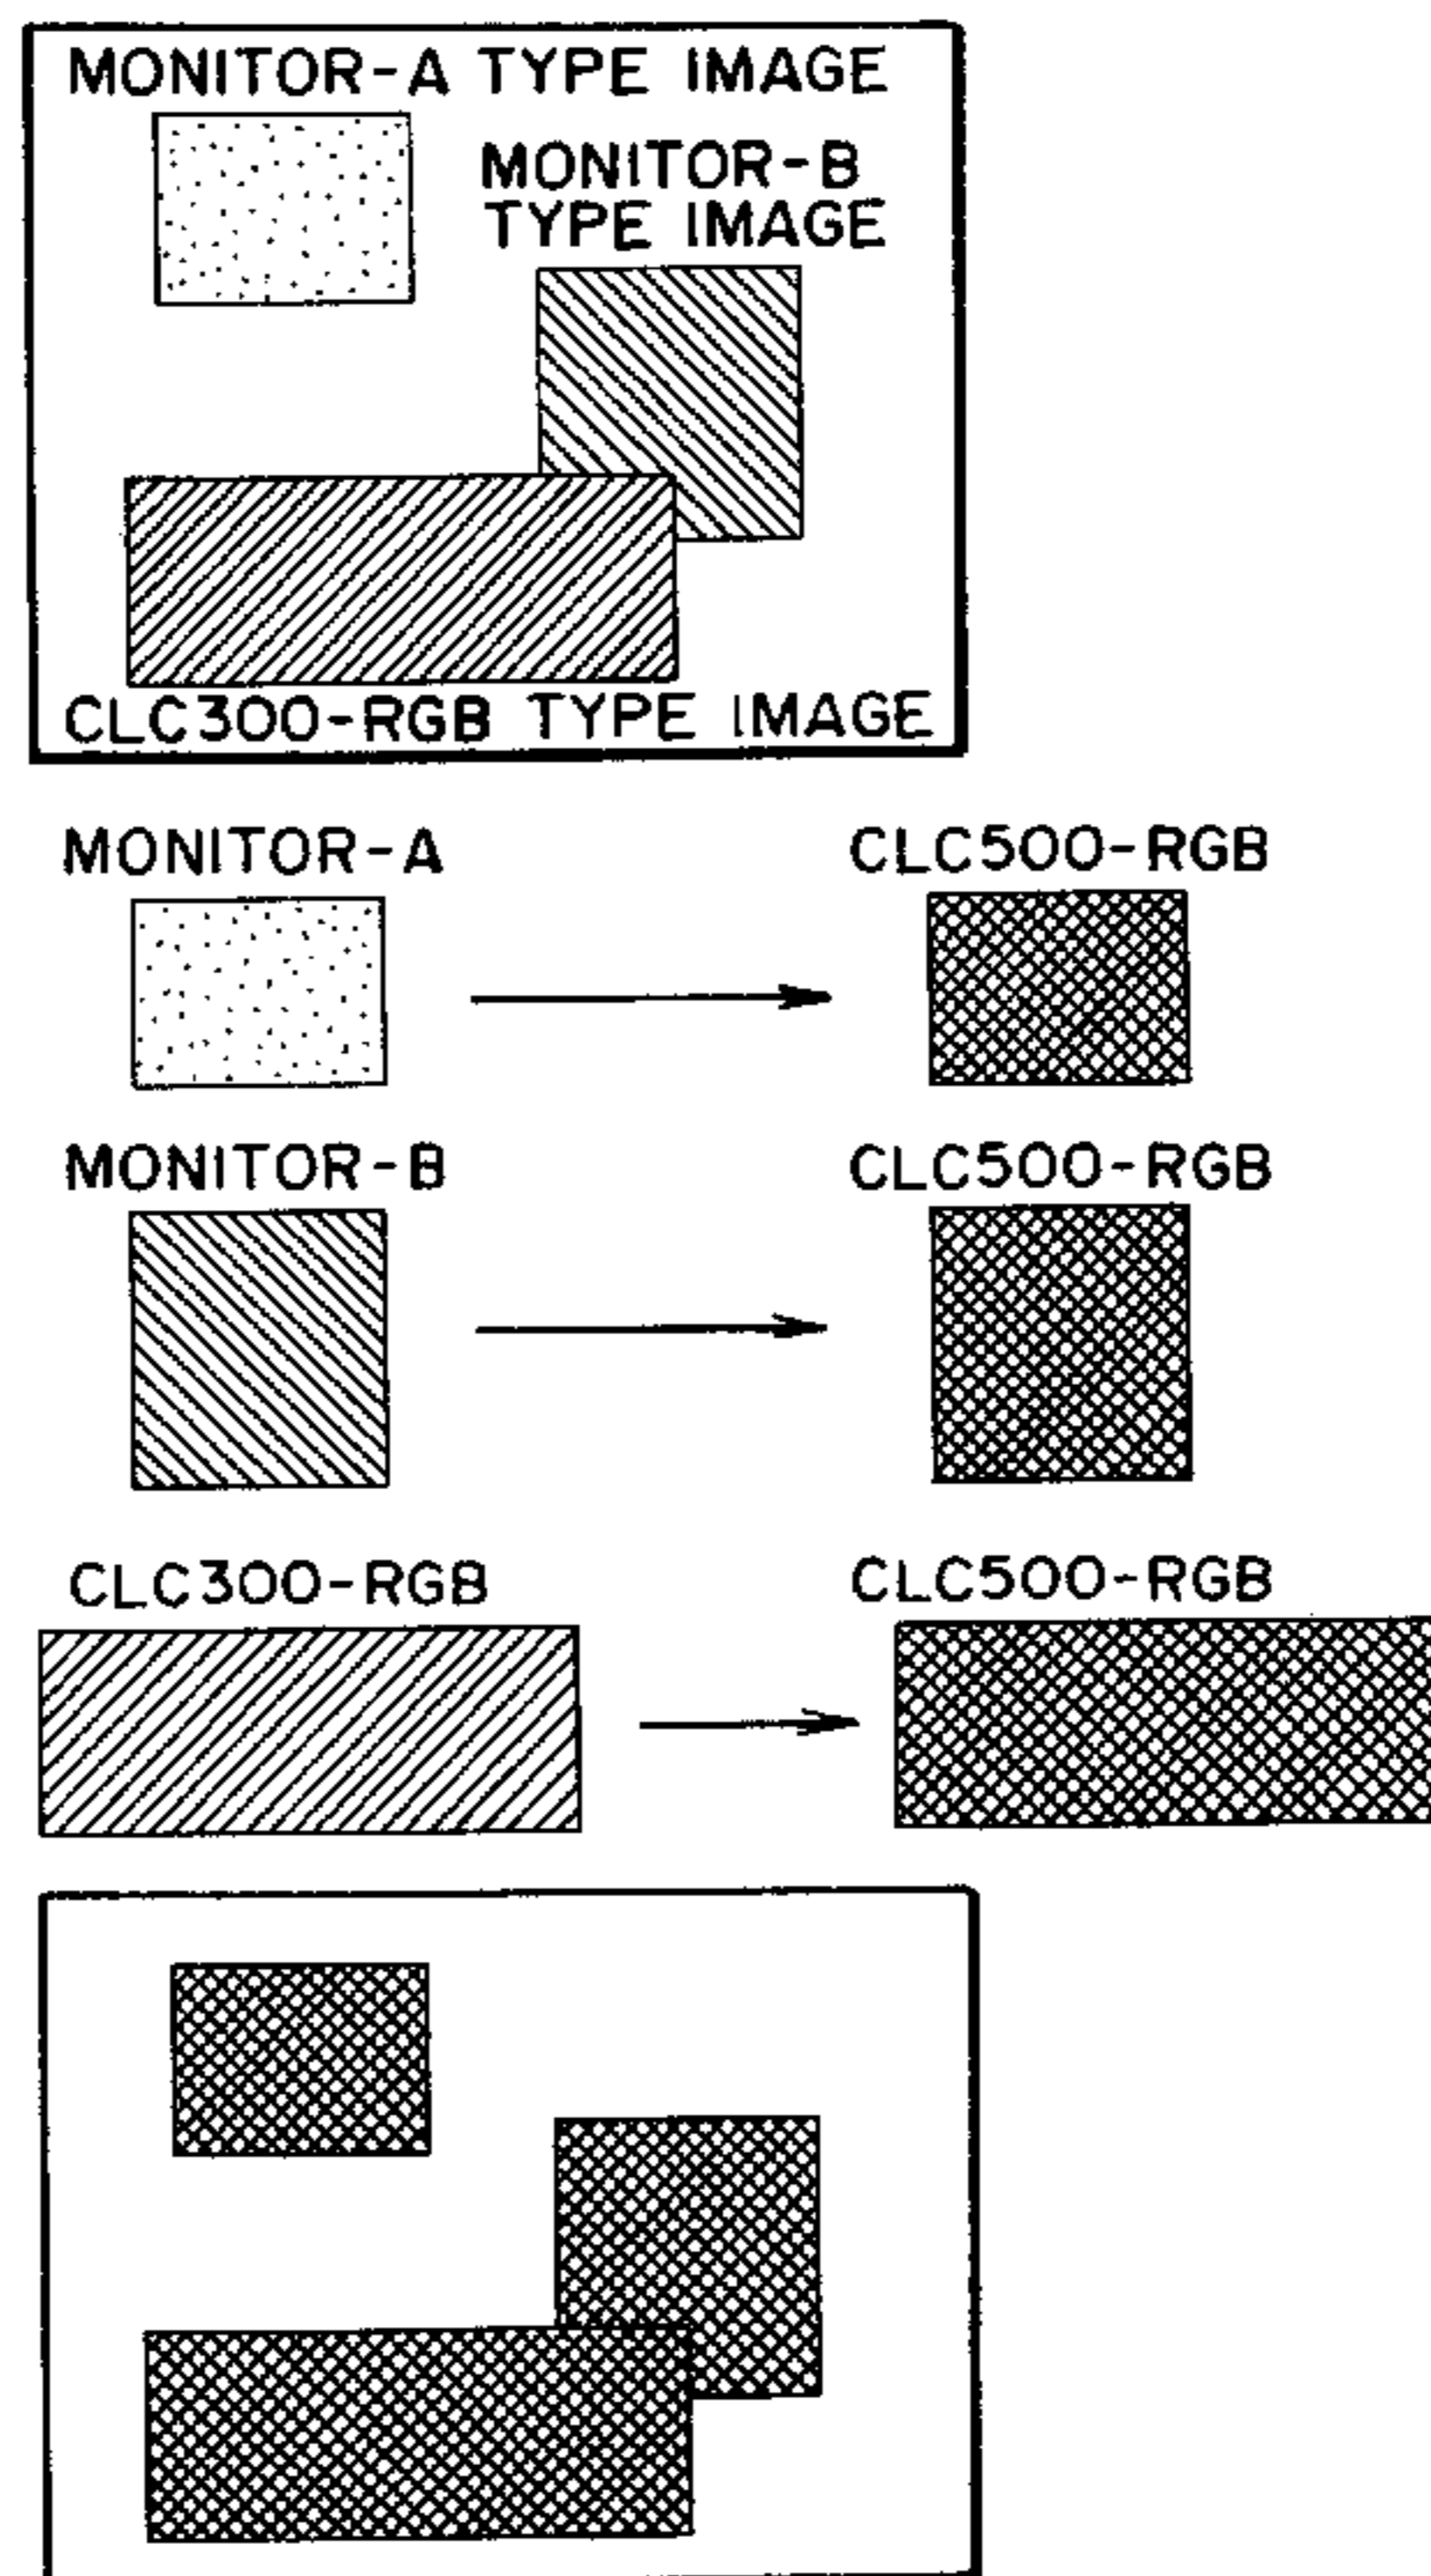 MONITOR-A TYPE IMAGE
MONITOR-B
TYPE IMAGE
CLC300-RGB TYPE IMAGE
MONITOR-A
CLC500-RGB
MONITOR-B
CLC500-RGB
CLC300-RGB
CLC500-RGB